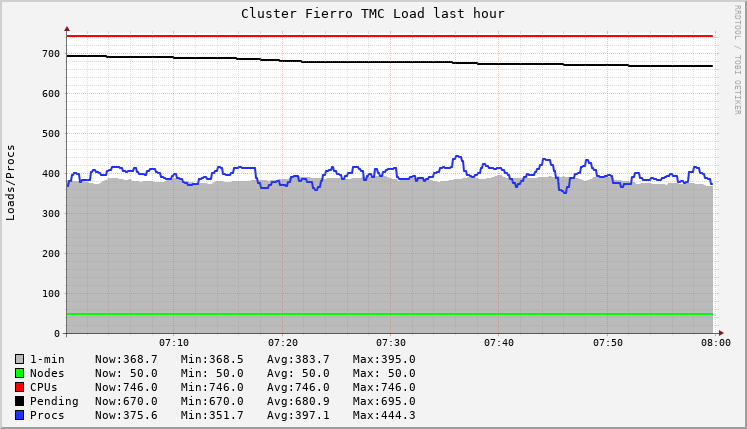 Cluster Fierro TMC Load last hour
RRDTOOL / TOBI OETIKER
Loads/Procs
700
600
500
400
300
200
100
0
07:10 07:20 07:30 07:40 07:50 08:00
1-min Now:368.7 Min:368.5 Avg:383.7 Max:395.0
Nodes Now: 50.0 Min: 50.0 Avg: 50.0 Max: 50.0
CPUs Now:746.0 Min:746.0 Avg:746.0 Max:746.0
Pending Now:670.0 Min:670.0 Avg:680.9 Max:695.0
Procs Now:375.6 Min:351.7 Avg:397.1 Max:444.3